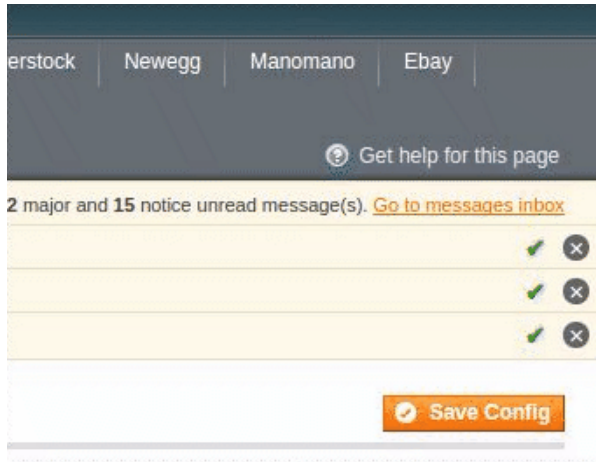 erstock Newegg Manomano Ebay
Get help for this page
2 major and 15 notice unread message(s). Go to messages inbox
Save Config